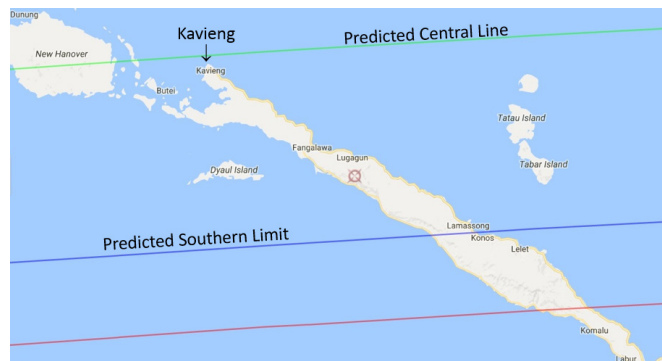 Dunung
Kavieng
Predicted Central Line
New Hanover
Kavieng
Butei
Tatau Island
Fangalawa
Lugagun
Dyaul Island
Tabar Island
Lamassong
Predicted Southern Limit
Konos
Lelet
Komalu
Labur